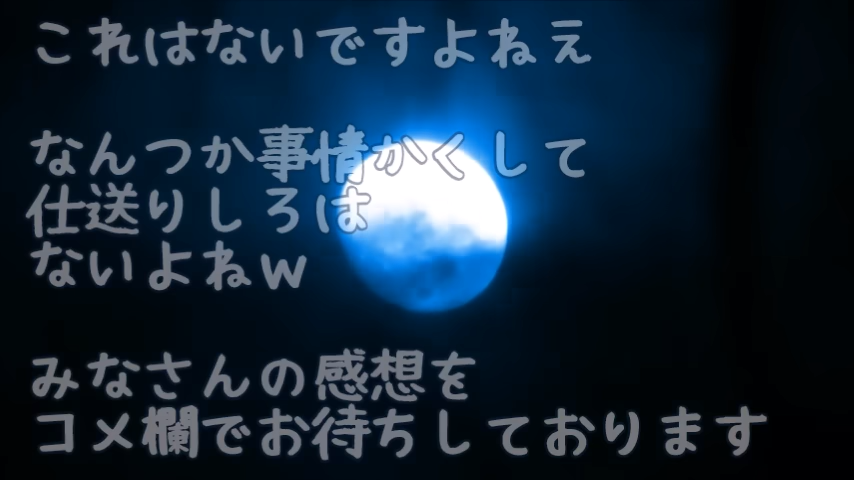 これはないですよねぇ
なんつか事情かくして
仕送りしろは
ないよねｗ
みなさんの感想を
コメ欄でお待ちしております